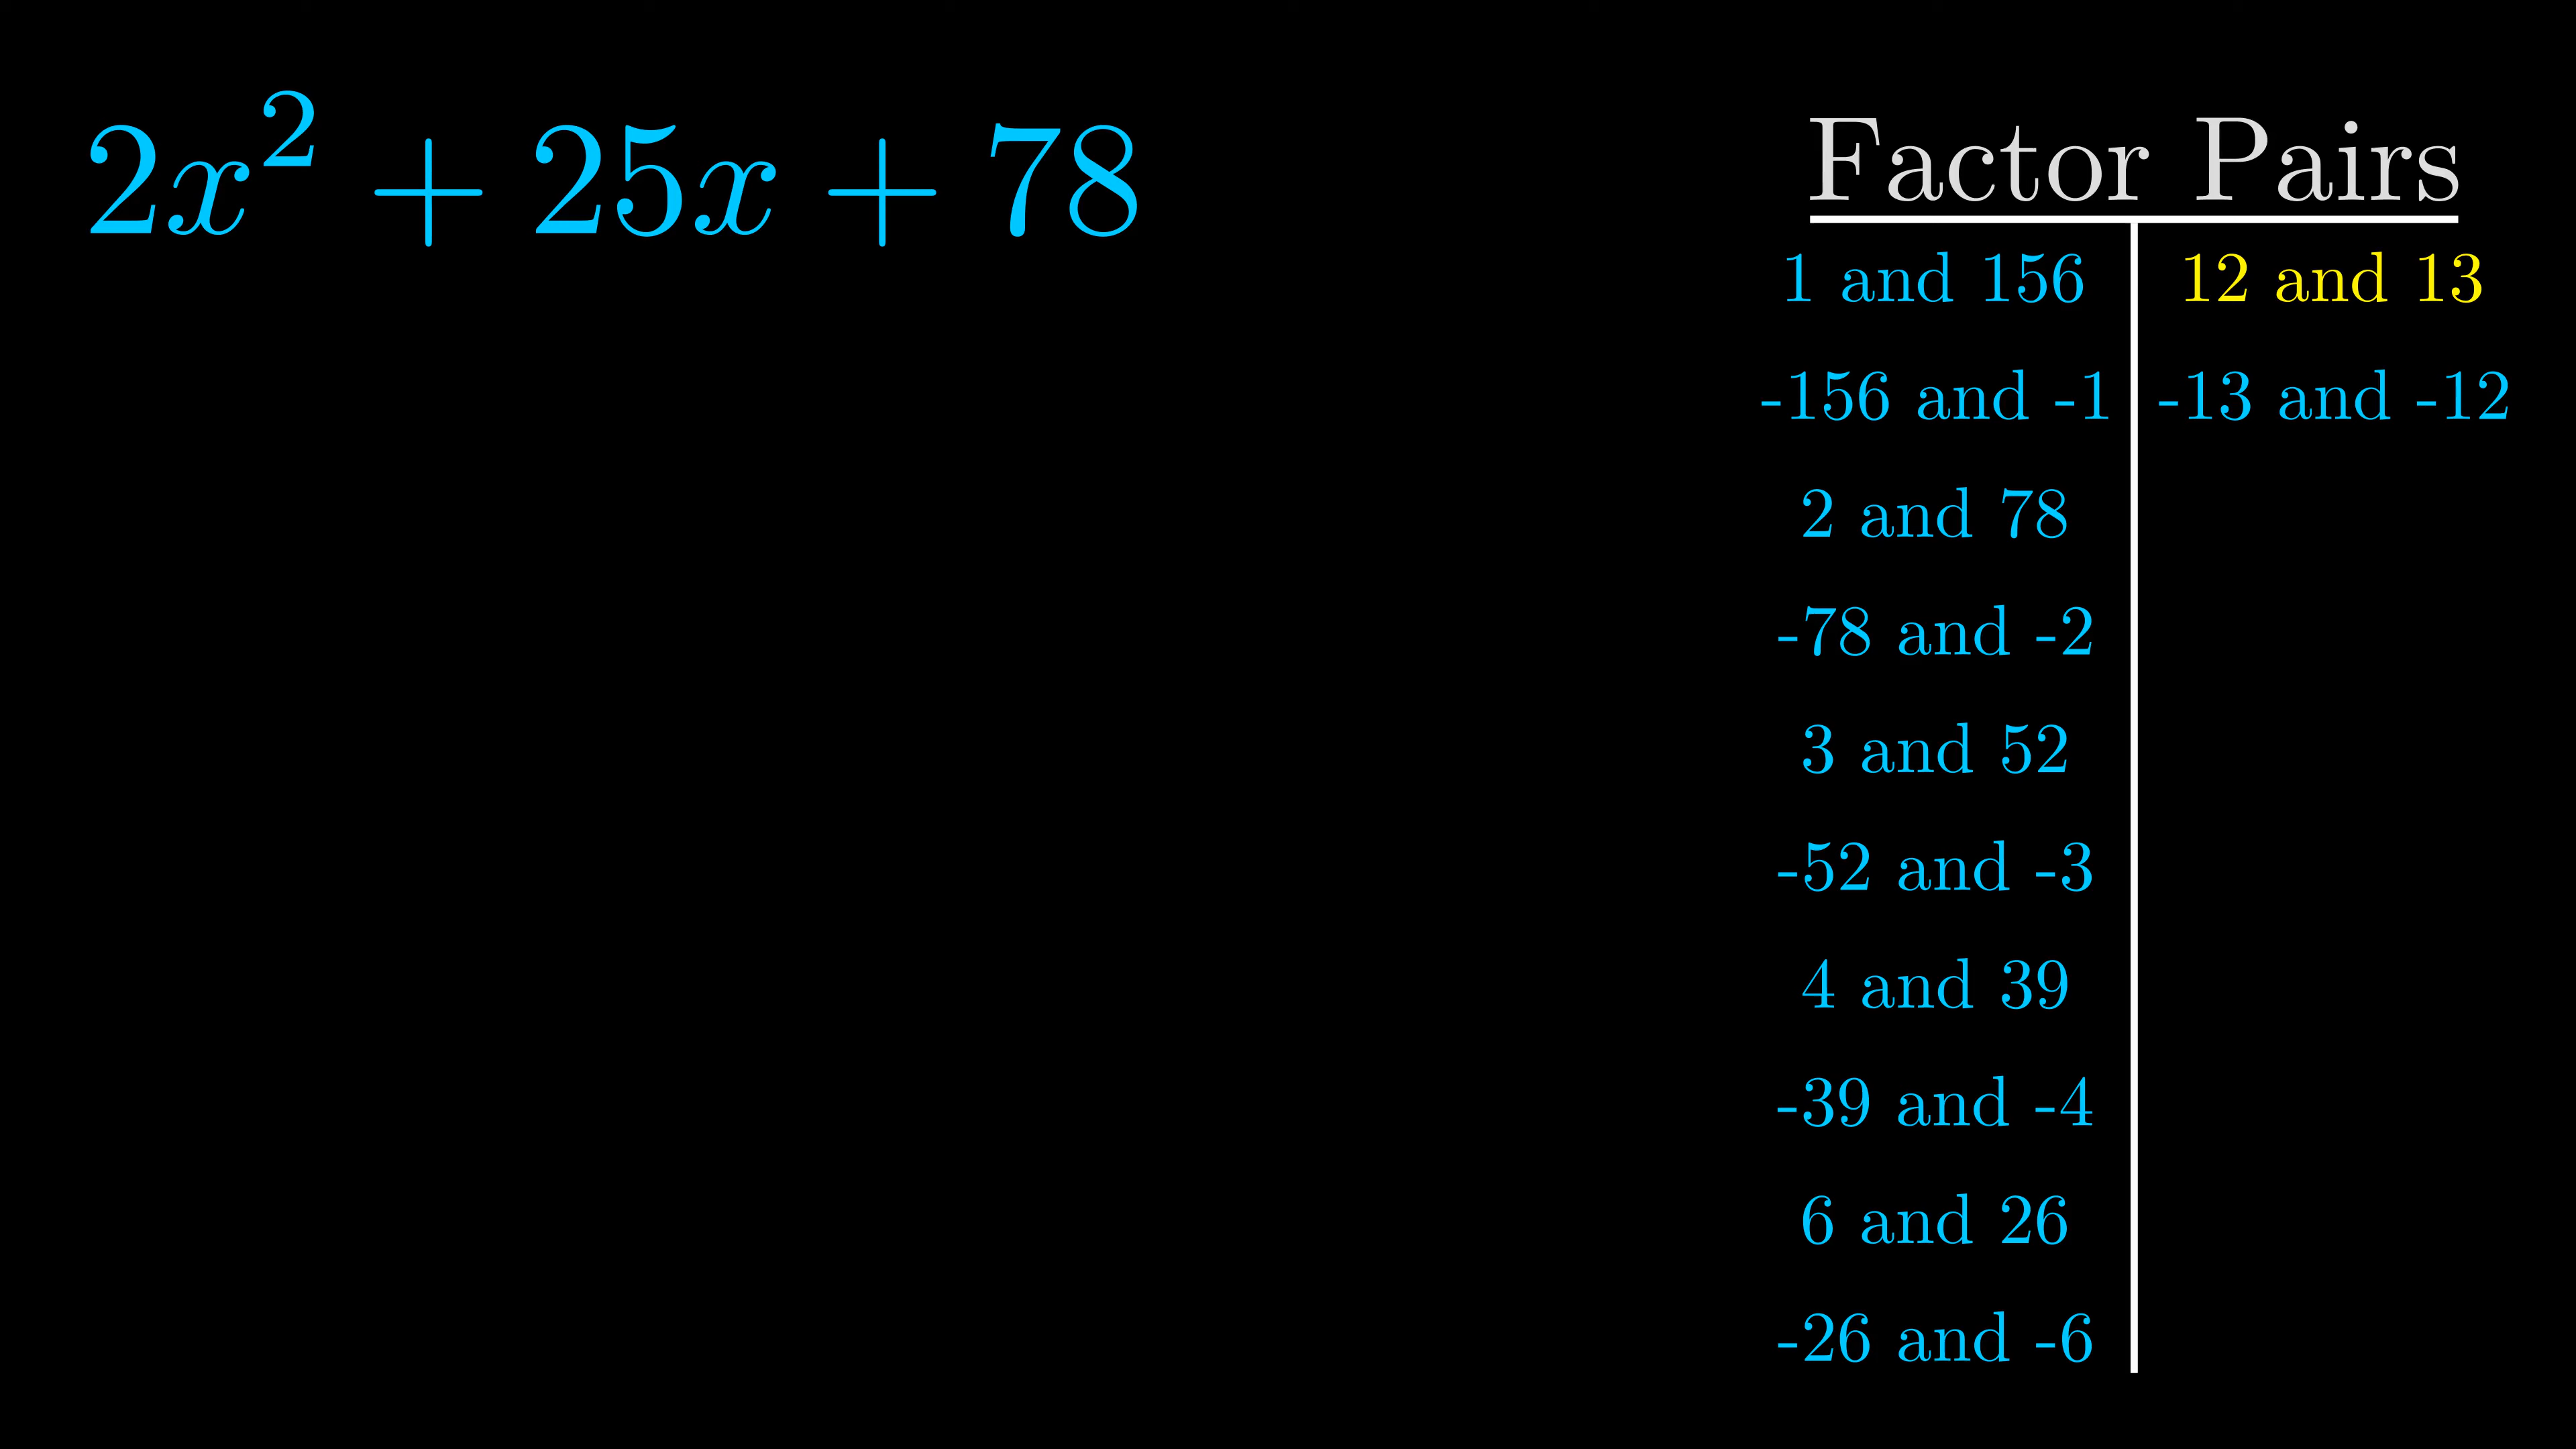 2x² + 25x + 78
Factor Pairs
1 and 156
-156 and -1
2 and 78
-78 and -2
3 and 52
-52 and -3
4 and 39
-39 and -4
6 and 26
-26 and -6
12 and 13
-13 and -12